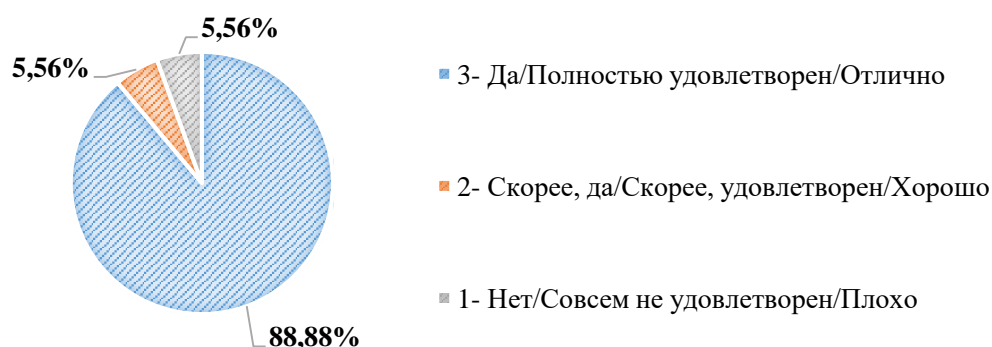 5,56%
5,56%
3- Да/Полностью удовлетворен/Отлично
2- Скорее, да/Скорее, удовлетворен/Хорошо
1- Нет/Совсем не удовлетворен/Плохо
88,88%